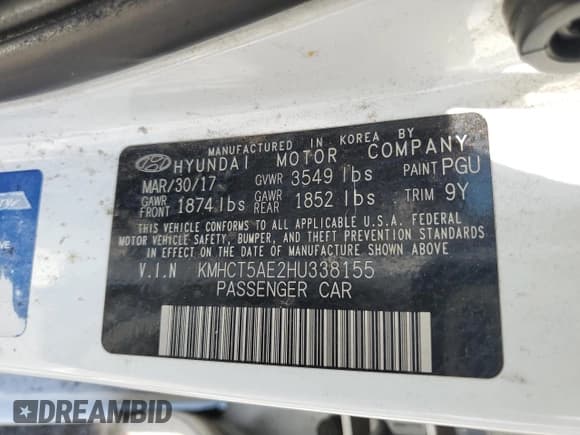 MANUFACTURED IN KOREA BY
HYUNDAI MOTOR COMPANY
MAR/30/17 GVWR 3549 lbs PAINT PGU
GAWR FRONT 1874 lbs GAWR REAR 1852 lbs TRIM 9Y
THIS VEHICLE CONFORMS TO ALL APPLICABLE U.S.A. FEDERAL
MOTOR VEHICLE SAFETY, BUMPER, AND THEFT PREVENTION STANDARDS
IN EFFECT ON THE DATE OF MANUFACTURE SHOWN ABOVE.
V.I.N KMHCT5AE2HU338155
PASSENGER CAR
DREAMBID